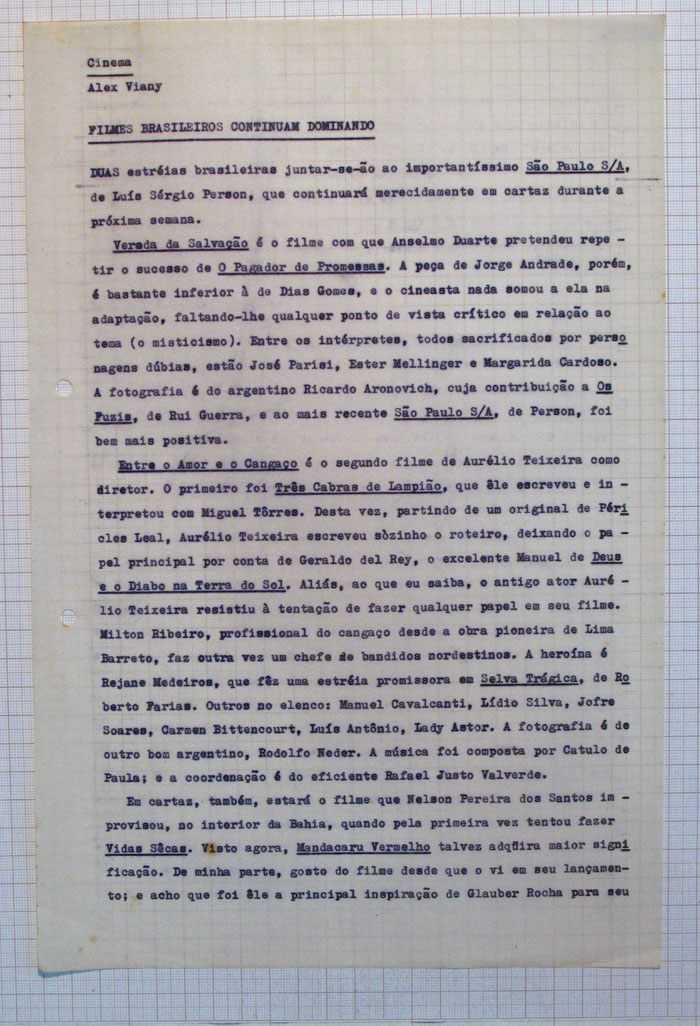 Cinema
Alex Viany
FILMES BRASILEIROS CONTINUAM DOMINANDO
DUAS estréias brasileiras juntar-se-ão ao importantíssimo São Paulo S/A,
de Luís Sérgio Person, que continuará merecidamente em cartaz durante a
próxima semana.
Vereda da Salvação é o filme com que Anselmo Duarte pretendeu repe -
tir o sucesso de O Pagador de Promessas. A peça de Jorge Andrade, porém,
é bastante inferior à de Dias Gomes, e o cineasta nada somou a ela na
adaptação, faltando-lhe qualquer ponto de vista crítico em relação ao
tema (o misticismo). Entre os intérpretes, todos sacrificados por perso
nagens dúbias, estão José Parisi, Ester Mellinger e Margarida Cardoso.
A fotografia é do argentino Ricardo Aronovich, cuja contribuição a Os
Fuzis, de Rui Guerra, e ao mais recente São Paulo S/A, de Person, foi
bem mais positiva.
Entre o Amor e o Cangaço é o segundo filme de Aurélio Teixeira como
diretor. O primeiro foi Três Cabras de Lampião, que êle escreveu e in -
terpretou com Miguel Tôrres. Desta vez, partindo de um original de Péri
cles Leal, Aurélio Teixeira escreveu sòzinho o roteiro, deixando o pa -
pel principal por conta de Geraldo del Rey, o excelente Manuel de Deus
e o Diabo na Terra do Sol. Aliás, ao que eu saiba, o antigo ator Auré -
lio Teixeira resistiu à tentação de fazer qualquer papel em seu filme.
Milton Ribeiro, profissional do cangaço desde a obra pioneira de Lima
Barreto, faz outra vez um chefe de bandidos nordestinos. A heroína é
Rejane Medeiros, que fêz uma estréia promissora em Selva Trágica, de Ro
berto Farias. Outros no elenco: Manuel Cavalcanti, Lídio Silva, Jofre
Soares, Carmen Bittencourt, Luís Antônio, Lady Astor. A fotografia é de
outro bom argentino, Rodolfo Neder. A música foi composta por Catulo de
Paula; e a coordenação é do eficiente Rafael Justo Valverde.
Em cartaz, também, estará o filme que Nelson Pereira dos Santos im -
provisou, no interior da Bahia, quando pela primeira vez tentou fazer
Vidas Sêcas. Visto agora, Mandacaru Vermelho talvez adqüira maior signi
ficação. De minha parte, gosto do filme desde que o vi em seu lançamen-
to; e acho que foi êle a principal inspiração de Glauber Rocha para seu